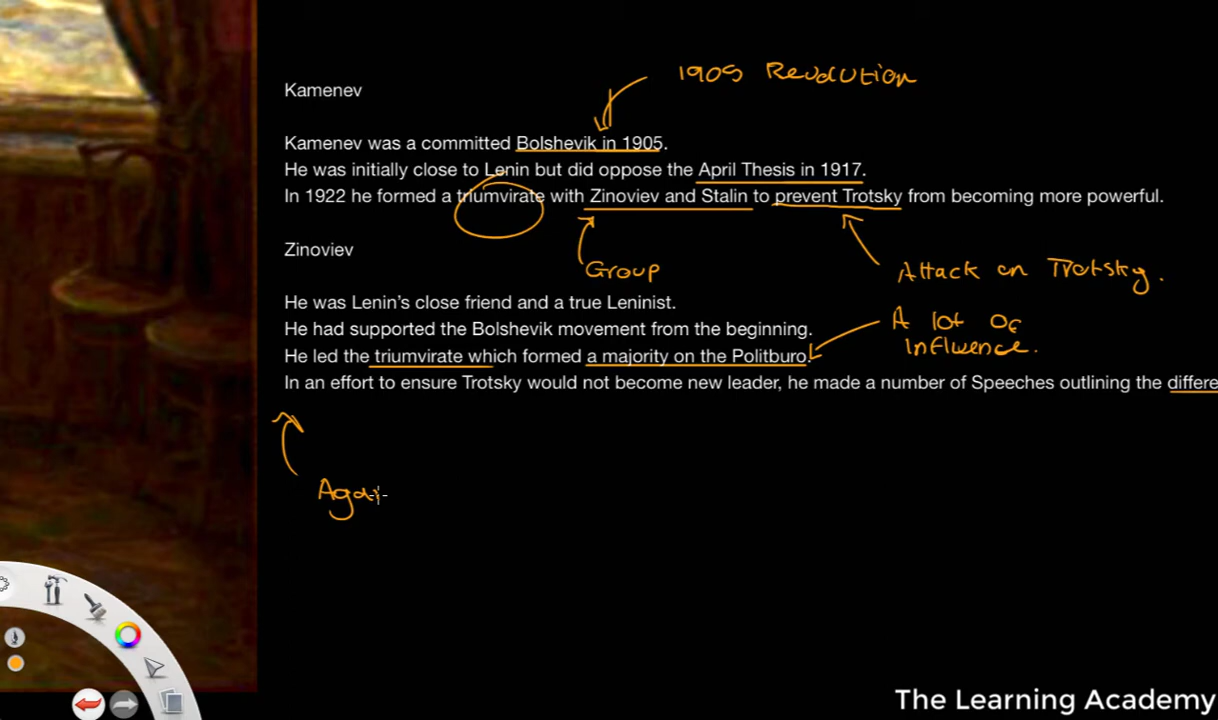 1905 Revolution
Kamenev
Kamenev was a committed Bolshevik in 1905.
He was initially close to Lenin but did oppose the April Thesis in 1917.
In 1922 he formed a triumvirate with Zinoviev and Stalin to prevent Trotsky from becoming more powerful.
Zinoviev
Group
Attack on Trotsky.
He was Lenin’s close friend and a true Leninist.
A lot of
influence.
He had supported the Bolshevik movement from the beginning.
He led the triumvirate which formed a majority on the Politburo.
In an effort to ensure Trotsky would not become new leader, he made a number of Speeches outlining the differe
Agai
The Learning Academy